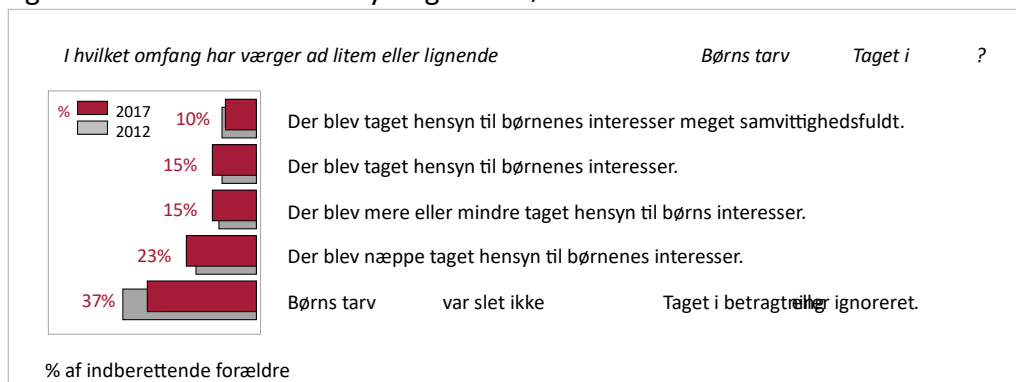 I hvilket omfang har værger ad litem eller lignende Børns tarv Taget i ?
% 2017
2012
10% Der blev taget hensyn til børnenes interesser meget samvittighedsfuldt.
15% Der blev taget hensyn til børnenes interesser.
15% Der blev mere eller mindre taget hensyn til børns interesser.
23% Der blev næppe taget hensyn til børnenes interesser.
37% Børns tarv var slet ikke Taget i betragtning eller ignoreret.
% af indberettende forældre